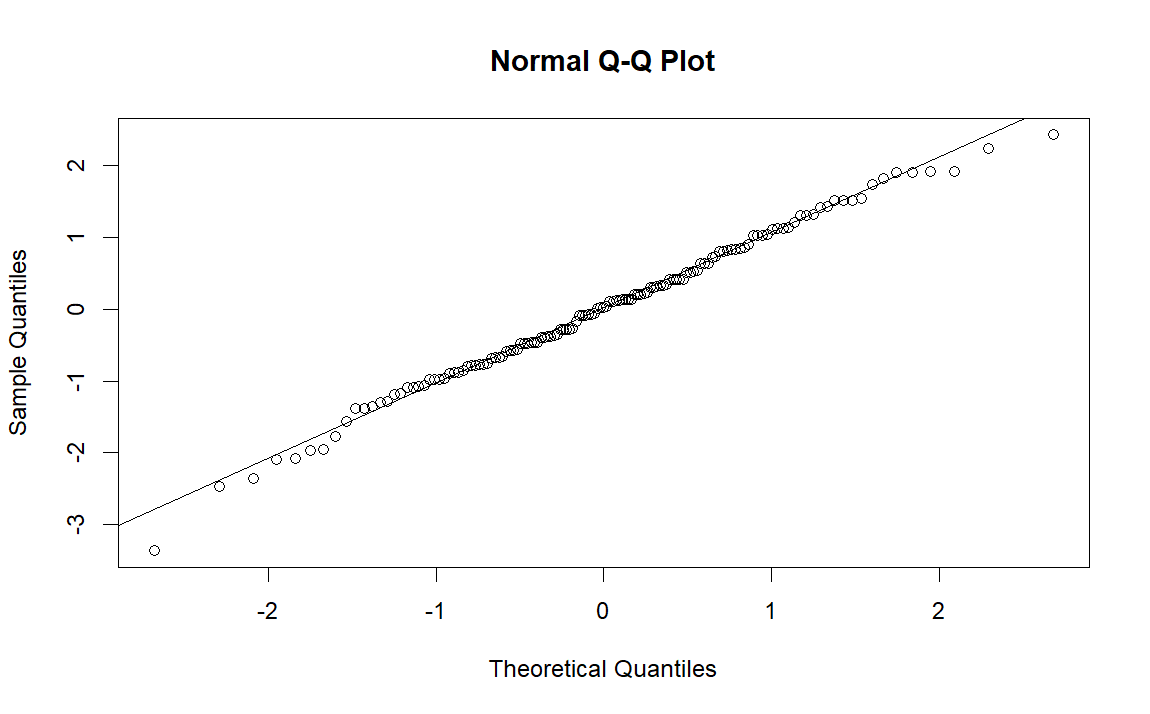 Normal Q-Q Plot
Sample Quantiles
2
1
0
-1
-2
-3
-2 -1 0 1 2
Theoretical Quantiles